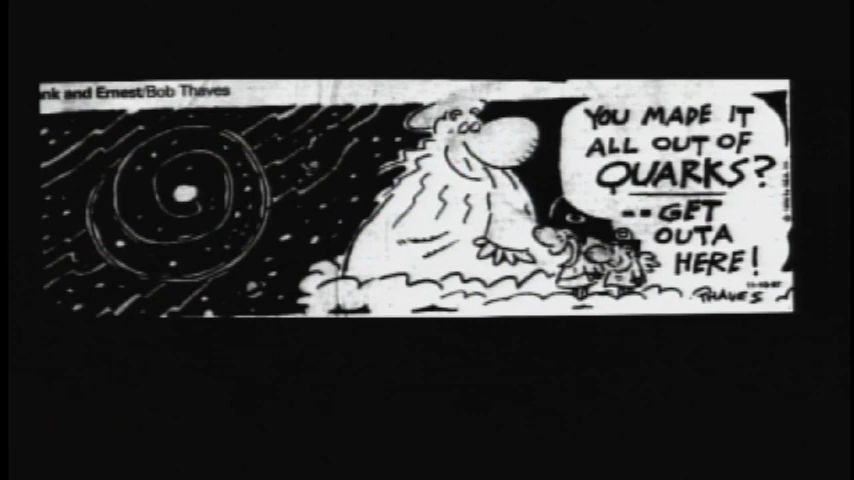 nk and Ernest/Bob Thaves
YOU MADE IT
ALL OUT OF
QUARKS?
--GET
OUTA
HERE!
THAVES